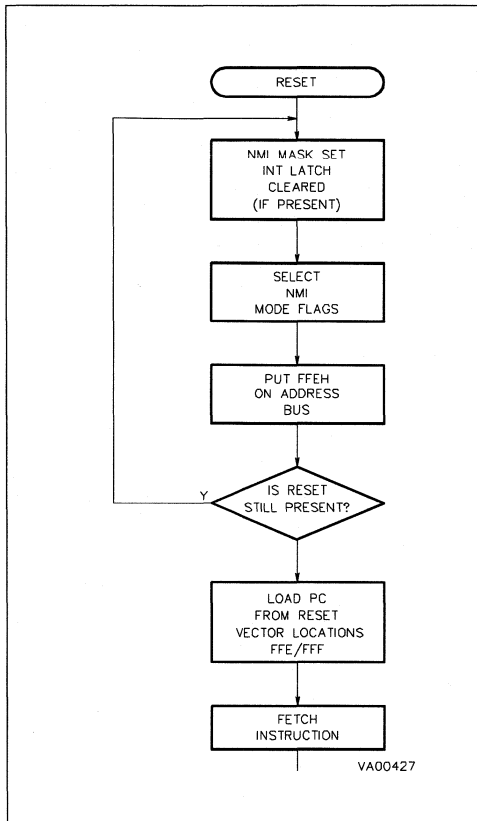 RESET
NMI MASK SET
INT LATCH
CLEARED
(IF PRESENT)
SELECT
NMI
MODE FLAGS
PUT FFEH
ON ADDRESS
BUS
IS RESET
STILL PRESENT?
Y
LOAD PC
FROM RESET
VECTOR LOCATIONS
FFE/FFF
FETCH
INSTRUCTION
VA00427